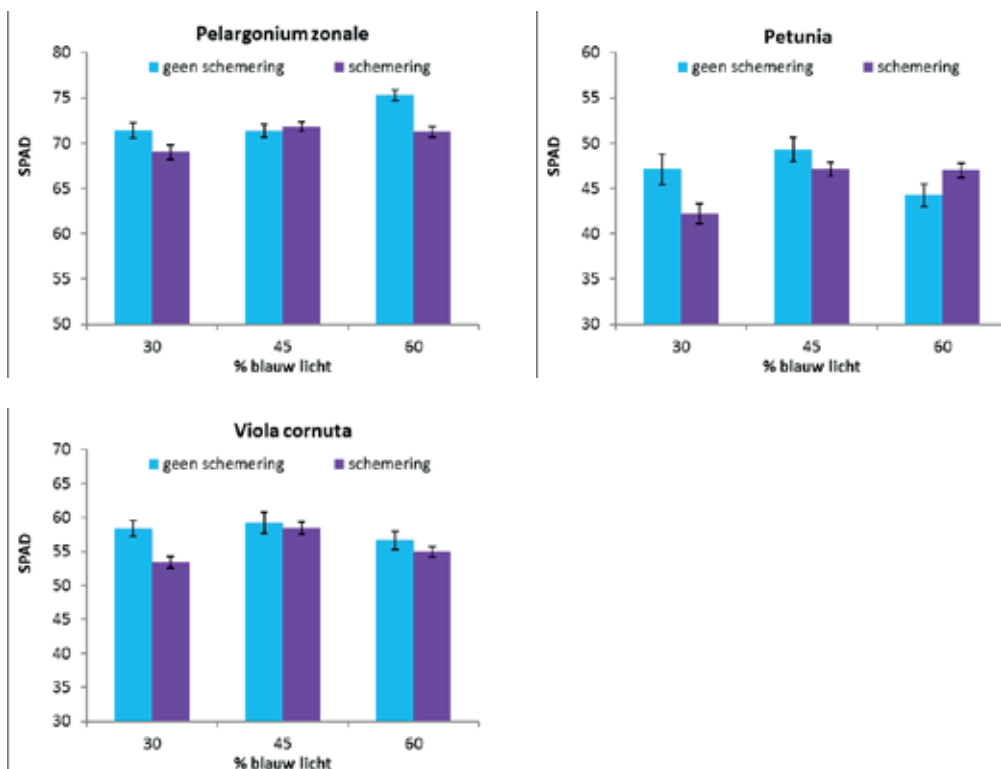 Pelargonium zonale
geen schemering schemering
SPAD
80
75
70
65
60
55
50
30 45 60
% blauw licht
Petunia
geen schemering schemering
SPAD
60
55
50
45
40
35
30
30 45 60
% blauw licht
Viola cornuta
geen schemering schemering
SPAD
70
65
60
55
50
45
40
35
30
30 45 60
% blauw licht